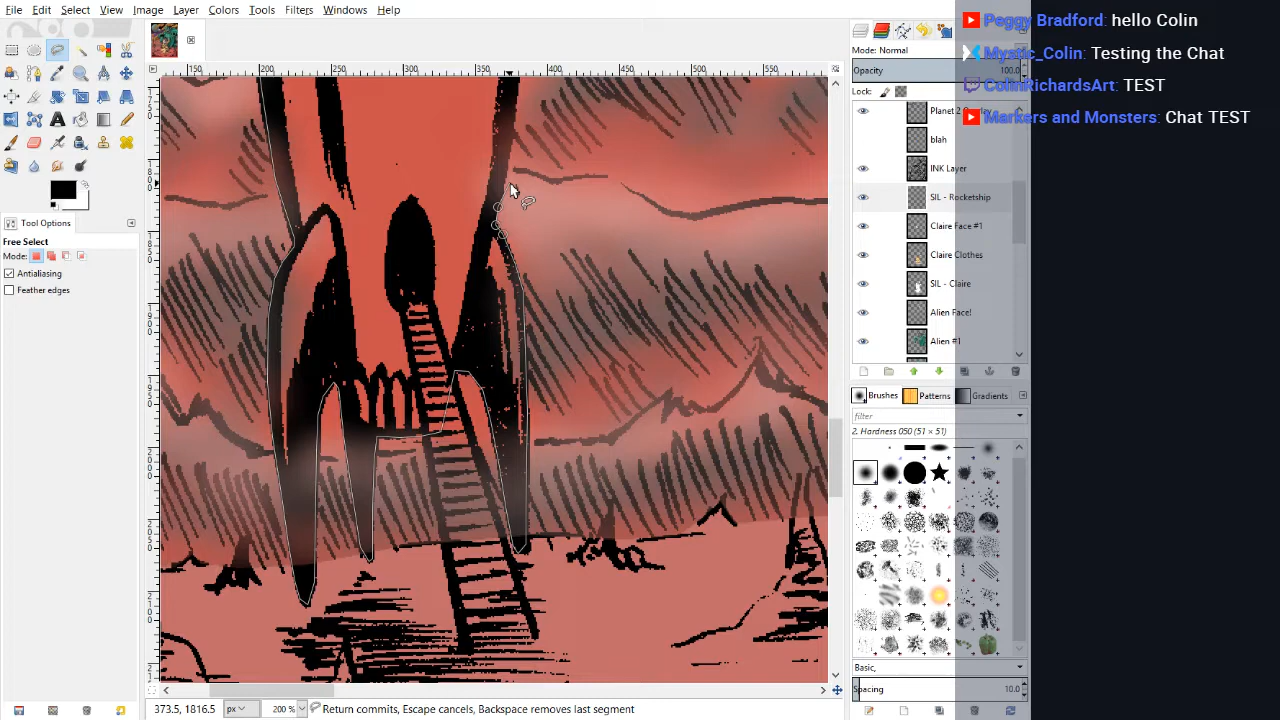 File Edit Select View Image Layer Colors Tools Filters Windows Help
Peggy Bradford: hello Colin
Mystic_Colin: Testing the Chat
ColinRichardsArt: TEST
Markers and Monsters: Chat TEST
Mode: Normal
Opacity 100.0
Lock:
blah
INK Layer
SIL - Rocketship
Claire Face #1
Claire Clothes
SIL - Claire
Alien Face!
Alien #1
Tool Options
Free Select
Mode:
Antialiasing
Feather edges
150 200 250 300 350 400 450 500 550
Brushes Patterns Gradients
filter
2. Hardness 050 (51 × 51)
Basic,
Spacing 10.0
373.5, 1816.5 px 200 % Return commits, Escape cancels, Backspace removes last segment